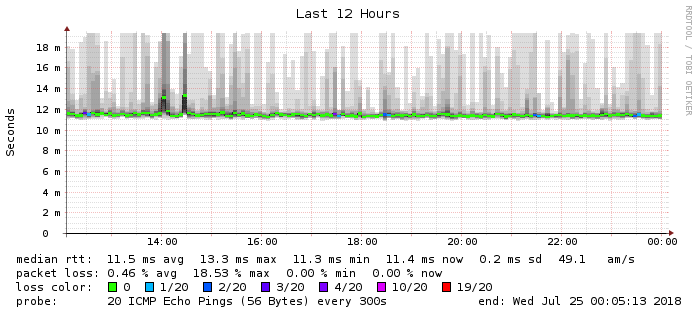 Last 12 Hours
RRDTOOL / TOBI OETIKER
Seconds
18 m
16 m
14 m
12 m
10 m
8 m
6 m
4 m
2 m
0
14:00 16:00 18:00 20:00 22:00 00:00
median rtt: 11.5 ms avg 13.3 ms max 11.3 ms min 11.4 ms now 0.2 ms sd 49.1 am/s
packet loss: 0.46 % avg 18.53 % max 0.00 % min 0.00 % now
loss color: 0 1/20 2/20 3/20 4/20 10/20 19/20
probe: 20 ICMP Echo Pings (56 Bytes) every 300s end: Wed Jul 25 00:05:13 2018